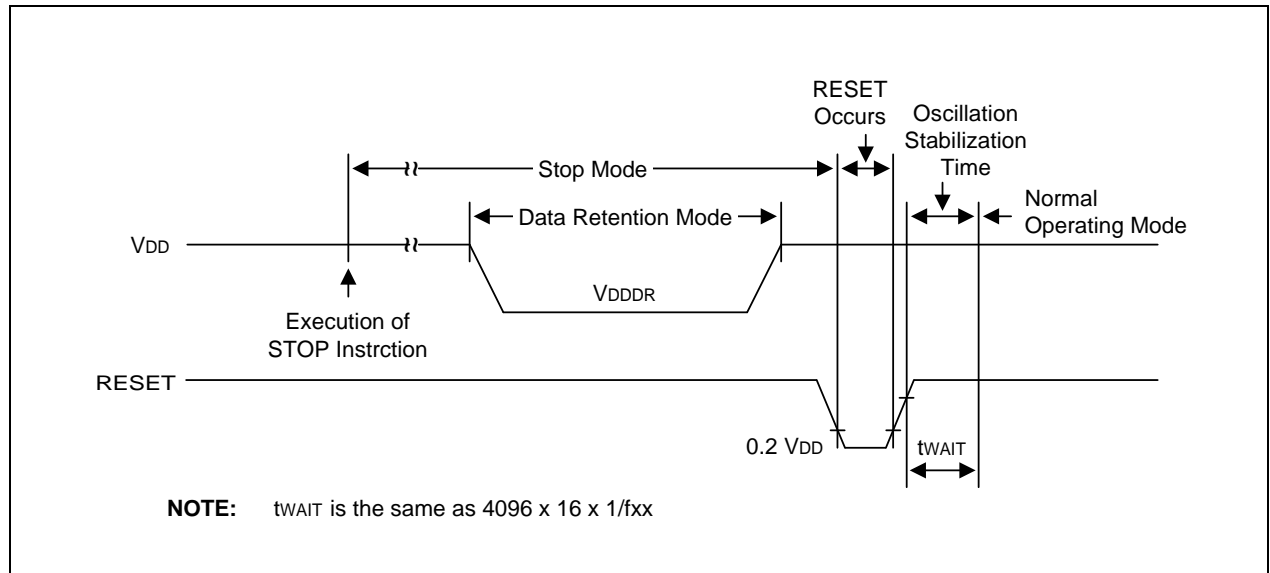 RESET
Occurs
Oscillation
Stabilization
Time
Stop Mode
Normal
Operating Mode
Data Retention Mode
VDD
VDDDR
Execution of
STOP Instrction
RESET
0.2 VDD
tWAIT
NOTE: tWAIT is the same as 4096 x 16 x 1/fxx